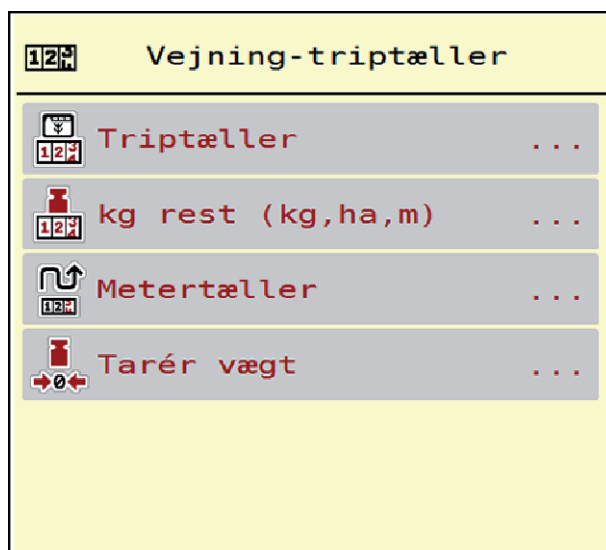 Vejning-triptæller
Triptæller ...
kg rest (kg,ha,m) ...
Metertæller ...
Tarér vægt ...